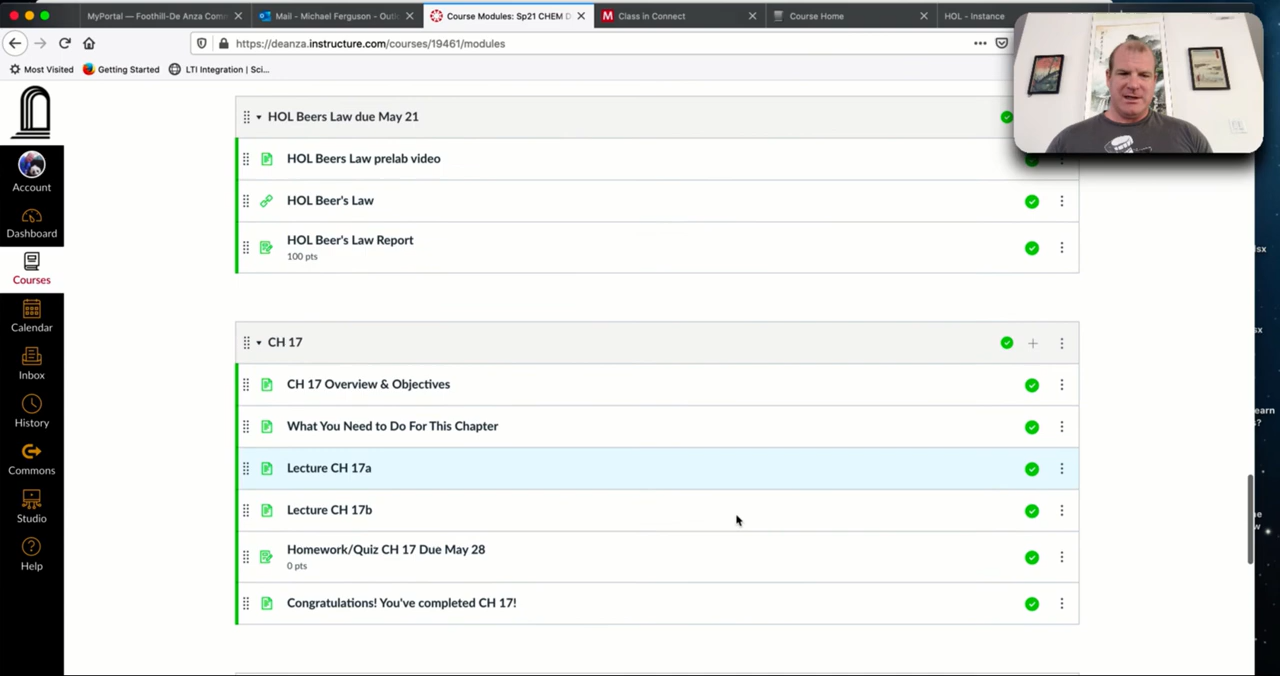 MyPortal — Foothill-De Anza Com
Mail - Michael Ferguson - Outl
Course Modules: Sp21 CHEM D
Class in Connect
Course Home
HOL - Instance
https://deanza.instructure.com/courses/19461/modules
Most Visited
Getting Started
LTI Integration | Sci...
Account
Dashboard
Courses
Calendar
Inbox
History
Commons
Studio
Help
HOL Beers Law due May 21
HOL Beers Law prelab video
HOL Beer's Law
HOL Beer's Law Report
100 pts
CH 17
CH 17 Overview & Objectives
What You Need to Do For This Chapter
Lecture CH 17a
Lecture CH 17b
Homework/Quiz CH 17 Due May 28
0 pts
Congratulations! You've completed CH 17!